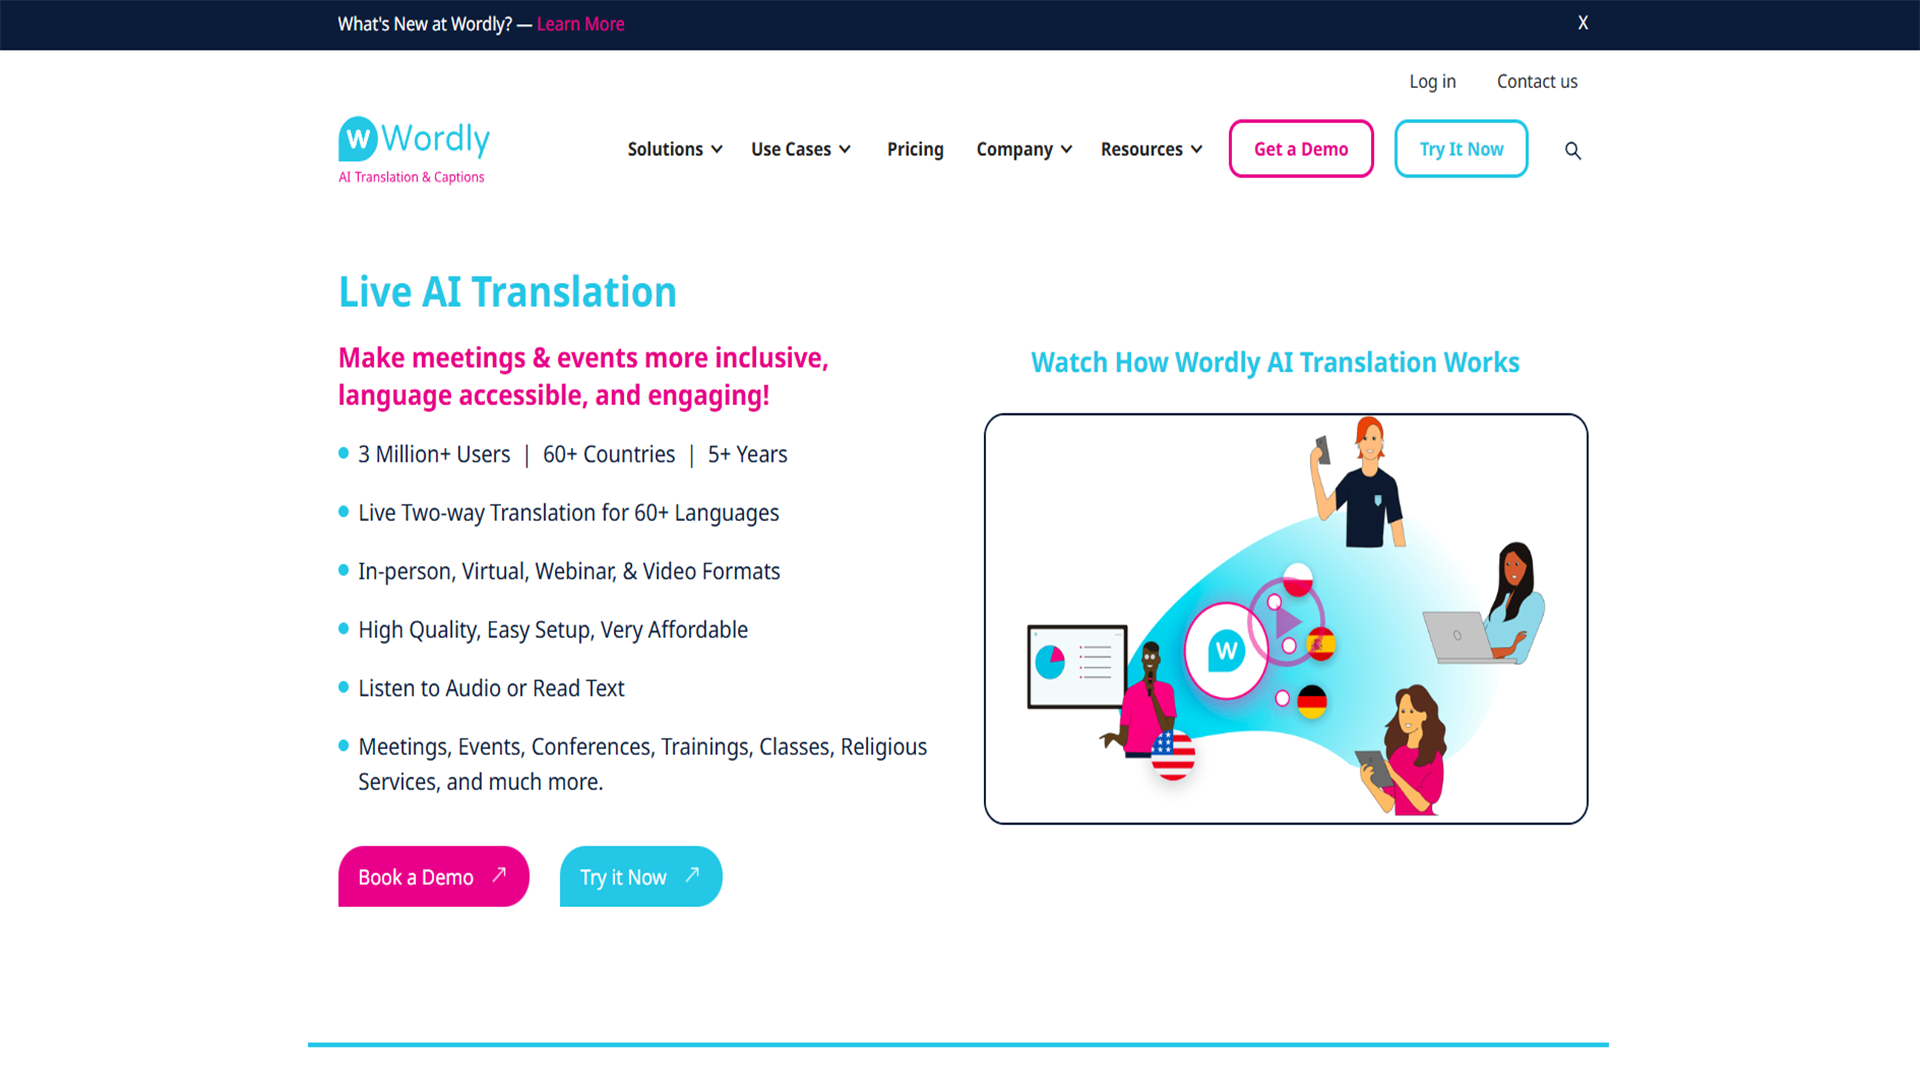 What's New at Wordly? — Learn More
X
Log in
Contact us
W Wordly
AI Translation & Captions
Solutions
Use Cases
Pricing
Company
Resources
Get a Demo
Try It Now
Live AI Translation
Make meetings & events more inclusive,
language accessible, and engaging!
3 Million+ Users | 60+ Countries | 5+ Years
Live Two-way Translation for 60+ Languages
In-person, Virtual, Webinar, & Video Formats
High Quality, Easy Setup, Very Affordable
Listen to Audio or Read Text
Meetings, Events, Conferences, Trainings, Classes, Religious
Services, and much more.
Book a Demo
Try it Now
Watch How Wordly AI Translation Works
W